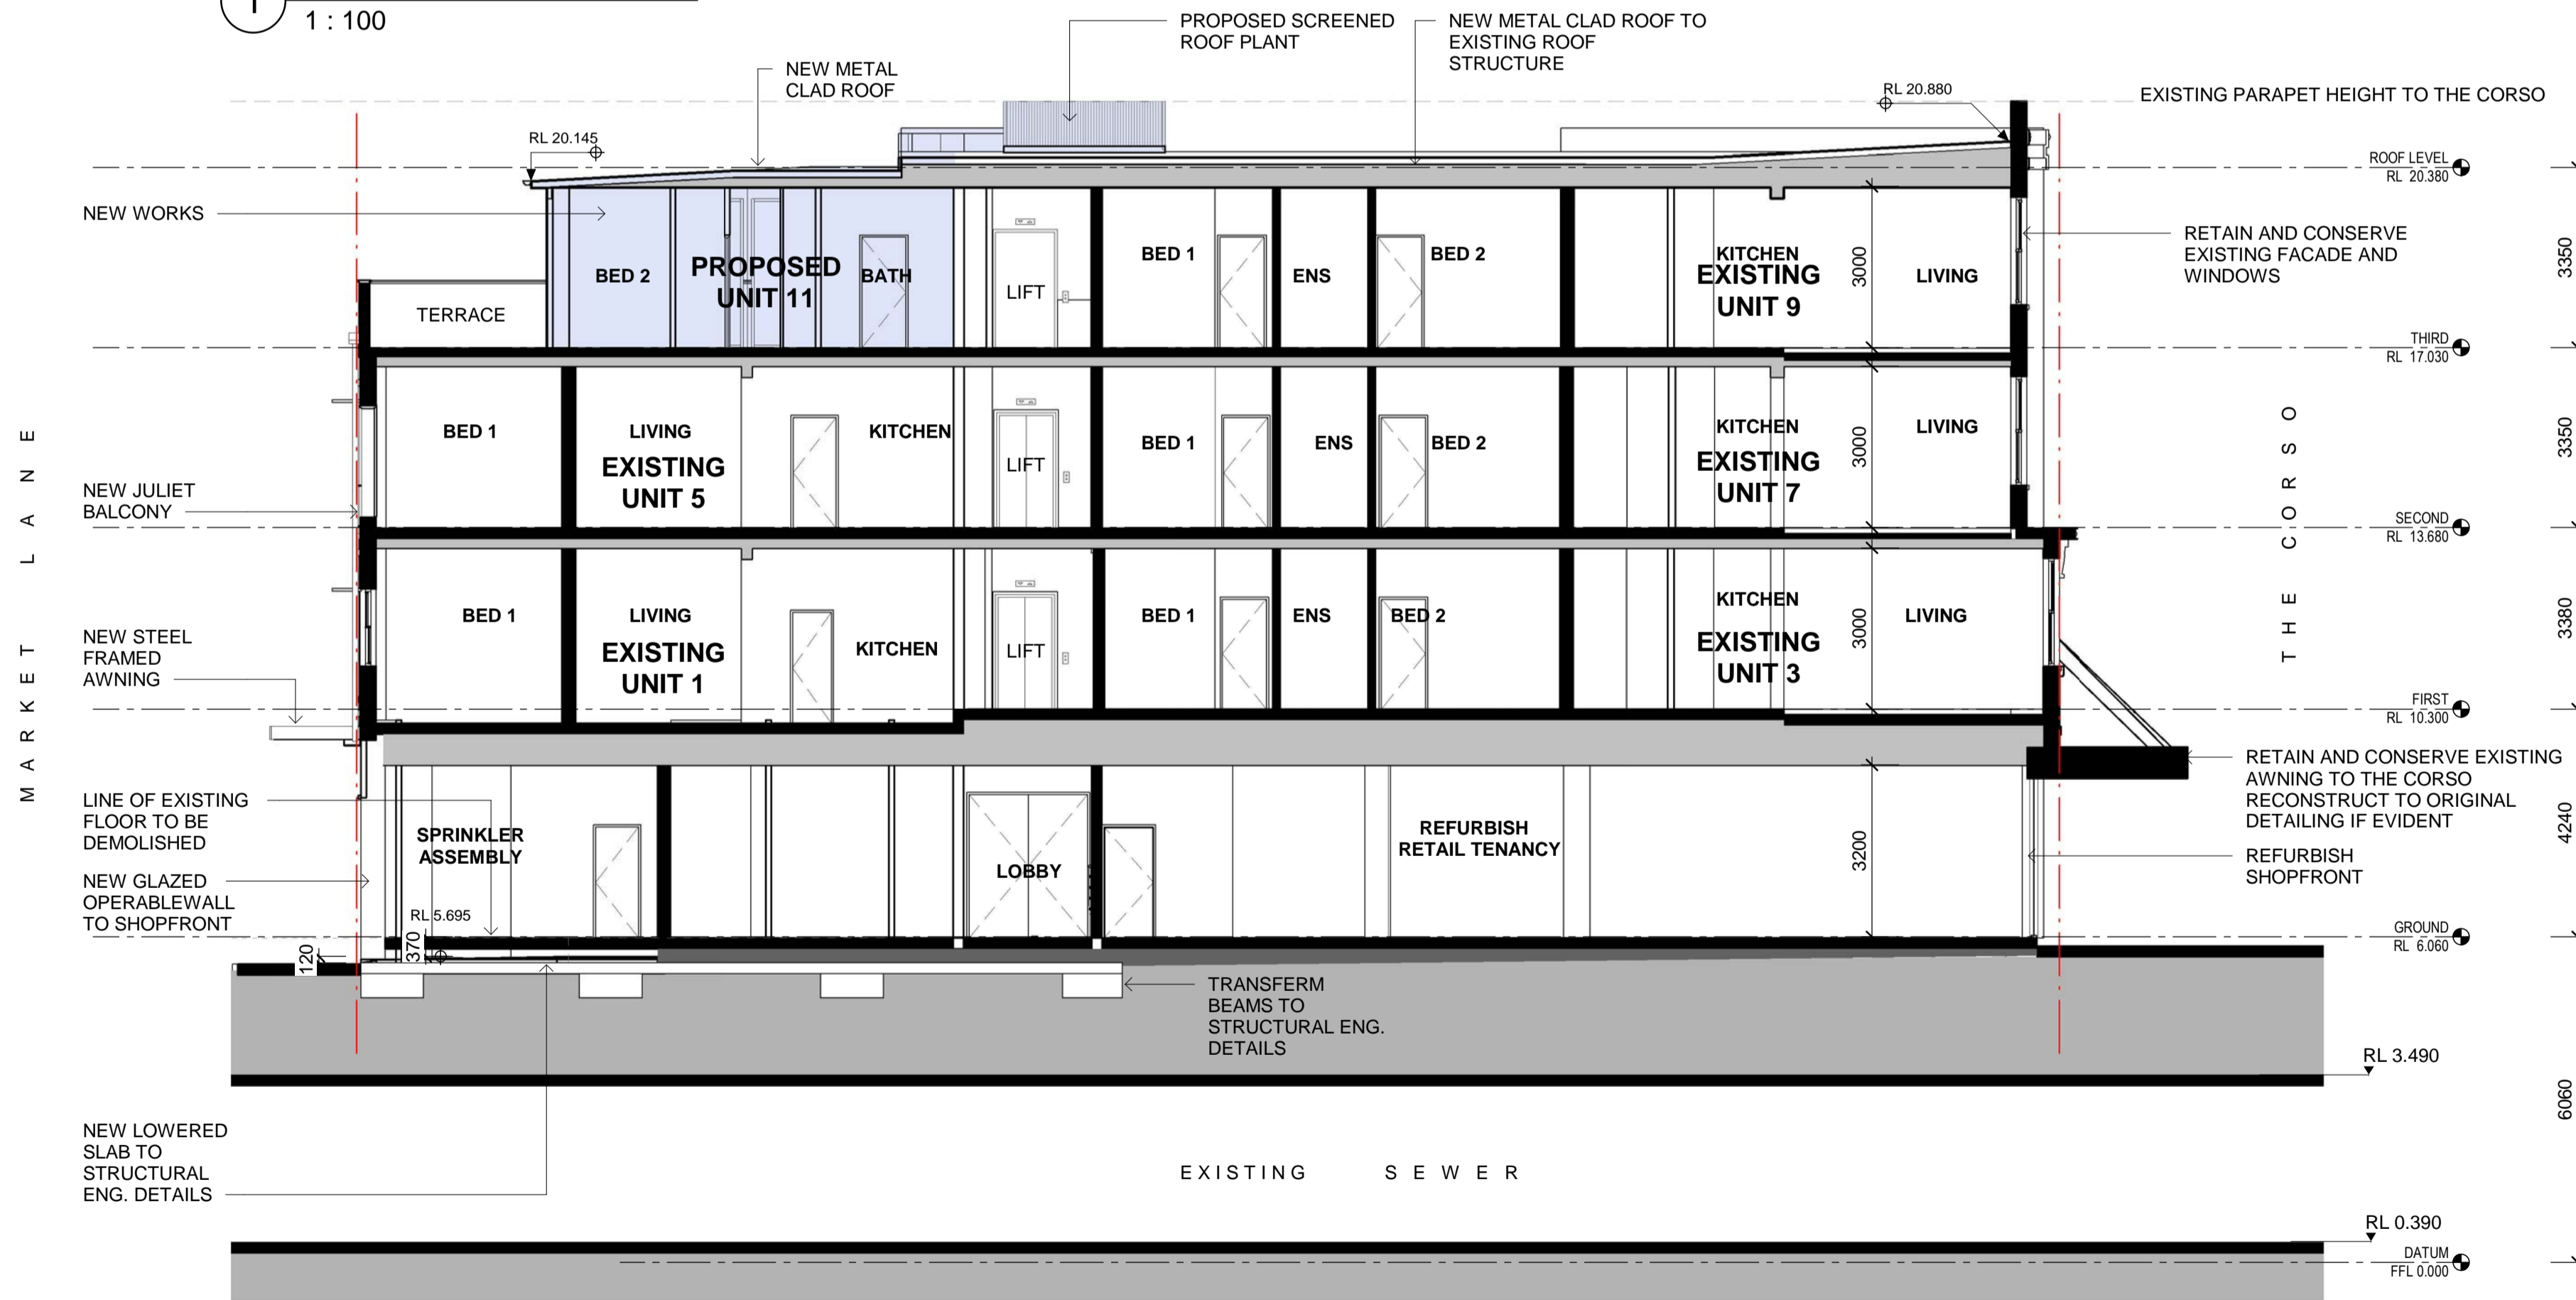 1
1 : 100
PROPOSED SCREENED
ROOF PLANT
NEW METAL CLAD ROOF TO
EXISTING ROOF
STRUCTURE
NEW METAL
CLAD ROOF
RL 20.880
EXISTING PARAPET HEIGHT TO THE CORSO
RL 20.145
ROOF LEVEL
RL 20.380
NEW WORKS
RETAIN AND CONSERVE
EXISTING FACADE AND
WINDOWS
3350
BED 2
PROPOSED
UNIT 11
BATH
LIFT
BED 1
ENS
BED 2
KITCHEN
EXISTING
UNIT 9
3000
LIVING
TERRACE
THIRD
RL 17.030
BED 1
LIVING
EXISTING
UNIT 5
KITCHEN
LIFT
BED 1
ENS
BED 2
KITCHEN
EXISTING
UNIT 7
3000
LIVING
3350
MARKET LANE
THE CORSO
NEW JULIET
BALCONY
SECOND
RL 13.680
BED 1
LIVING
EXISTING
UNIT 1
KITCHEN
LIFT
BED 1
ENS
BED 2
KITCHEN
EXISTING
UNIT 3
3000
LIVING
3380
NEW STEEL
FRAMED
AWNING
FIRST
RL 10.300
RETAIN AND CONSERVE EXISTING
AWNING TO THE CORSO
RECONSTRUCT TO ORIGINAL
DETAILING IF EVIDENT
LINE OF EXISTING
FLOOR TO BE
DEMOLISHED
SPRINKLER
ASSEMBLY
LOBBY
REFURBISH
RETAIL TENANCY
3200
4240
REFURBISH
SHOPFRONT
NEW GLAZED
OPERABLEWALL
TO SHOPFRONT
RL 5.695
GROUND
RL 6.060
120
370
TRANSFERM
BEAMS TO
STRUCTURAL ENG.
DETAILS
RL 3.490
6060
NEW LOWERED
SLAB TO
STRUCTURAL
ENG. DETAILS
EXISTING SEWER
RL 0.390
DATUM
FFL 0.000